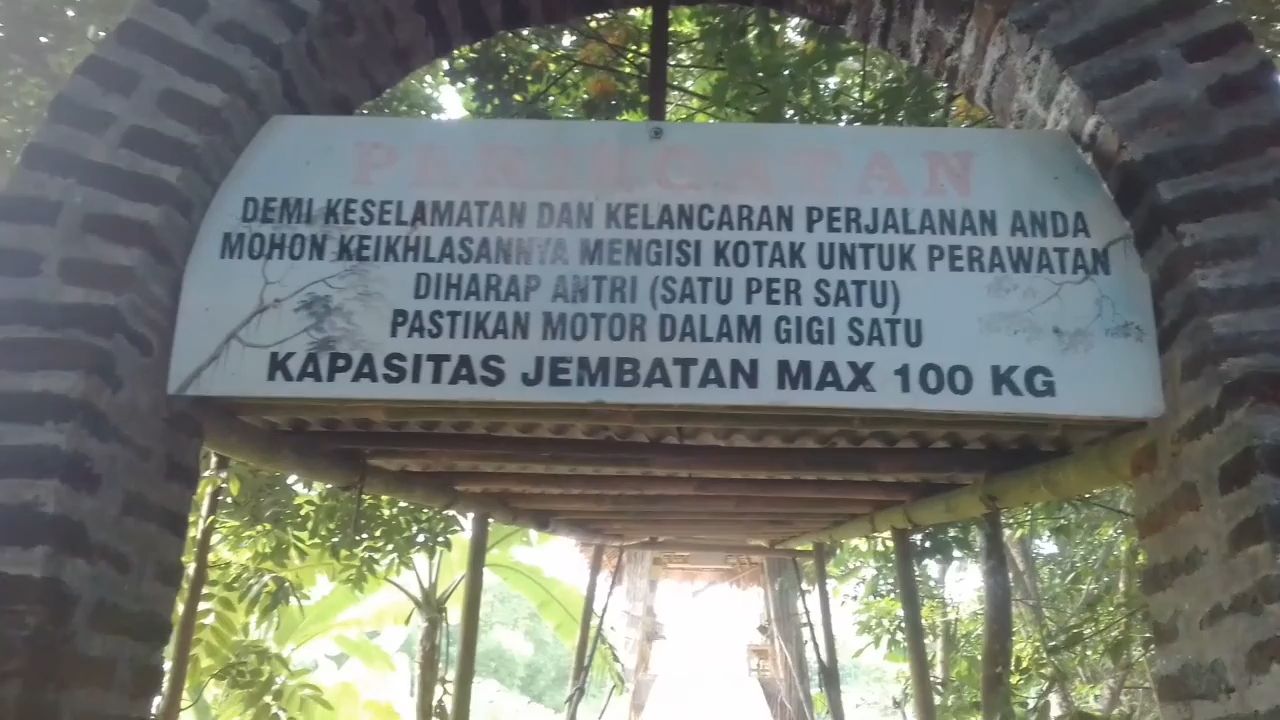 PERINGATAN
DEMI KESELAMATAN DAN KELANCARAN PERJALANAN ANDA
MOHON KEIKHLASANNYA MENGISI KOTAK UNTUK PERAWATAN
DIHARAP ANTRI (SATU PER SATU)
PASTIKAN MOTOR DALAM GIGI SATU
KAPASITAS JEMBATAN MAX 100 KG